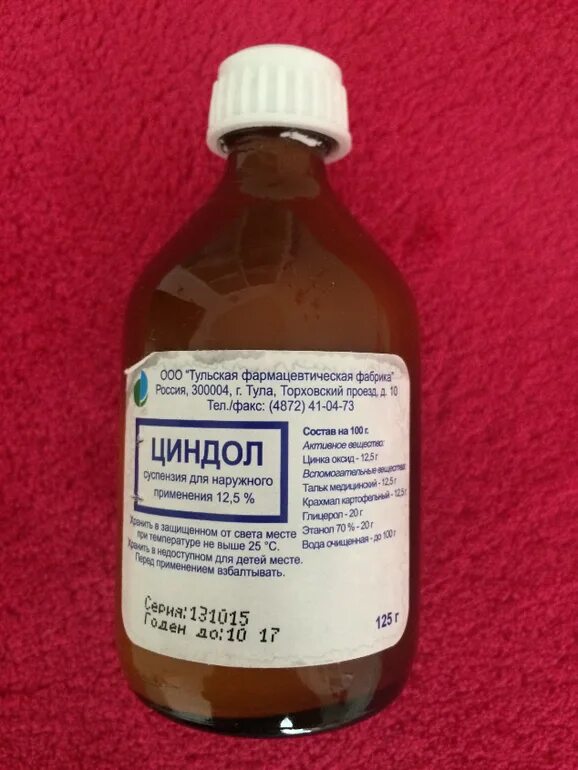 ООО "Тульская фармацевтическая фабрика"
Россия, 300004, г. Тула, Торховский проезд, д. 10
Тел./факс: (4872) 41-04-73
ЦИНДОЛ
суспензия для наружного
применения 12,5 %
Хранить в защищенном от света месте
при температуре не выше 25 °C.
Хранить в недоступном для детей месте.
Перед применением взбалтывать.
Серия:131015
Годен до:10 17
Состав на 100 г.
Активное вещество:
Цинка оксид - 12,5 г
Вспомогательные вещества:
Тальк медицинский - 12,5 г
Крахмал картофельный - 12,5 г
Глицерол - 20 г
Этанол 70 % - 20 г
Вода очищенная - до 100 г
125 г